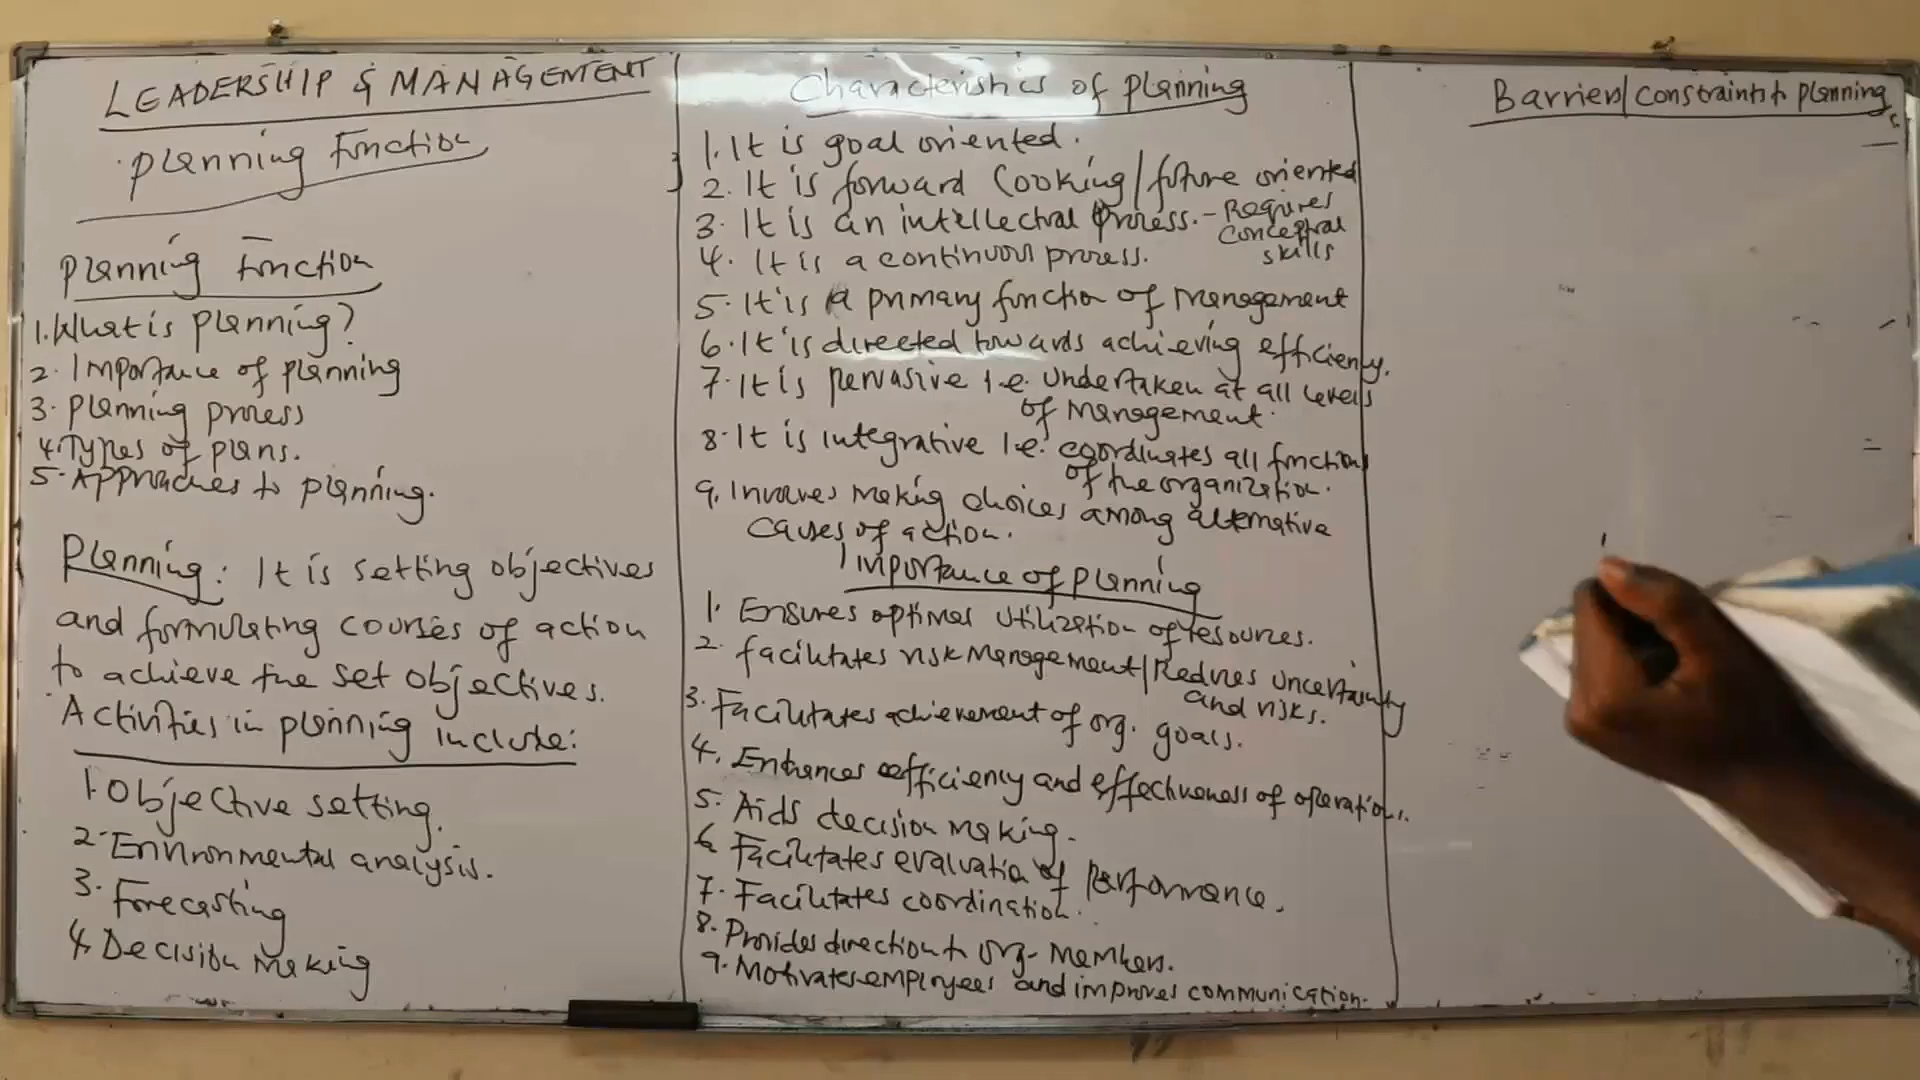 LEADERSHIP & MANAGEMENT
Planning Function
Planning Function
1. What is planning?
2. Importance of planning
3. Planning process
4. Types of plans.
5. Approaches to planning.
Planning: It is setting objectives
and formulating courses of action
to achieve the set objectives.
Activities in planning include:
1. Objective setting.
2. Environmental analysis.
3. Forecasting
4. Decision making
Characteristics of planning
1. It is goal oriented.
2. It is forward looking/future oriented
3. It is an intellectual process. - Requires
conceptual
skills
4. It is a continuous process.
5. It is a primary function of management
6. It is directed towards achieving efficiency.
7. It is pervasive i.e. undertaken at all levels
of management.
8. It is integrative i.e. coordinates all functions
of the organization.
9. Involves making choices among alternative
causes of action.
Importance of planning
1. Ensures optimal utilization of resources.
2. facilitates risk management/Reduces uncertainty
and risks.
3. Facilitates achievement of org. goals.
4. Enhances efficiency and effectiveness of operations.
5. Aids decision making.
6 Facilitates evaluation of performance.
7. Facilitates coordination.
8. Provides direction to org- members.
9. Motivates employees and improves communication.
Barriers/constraints to planning